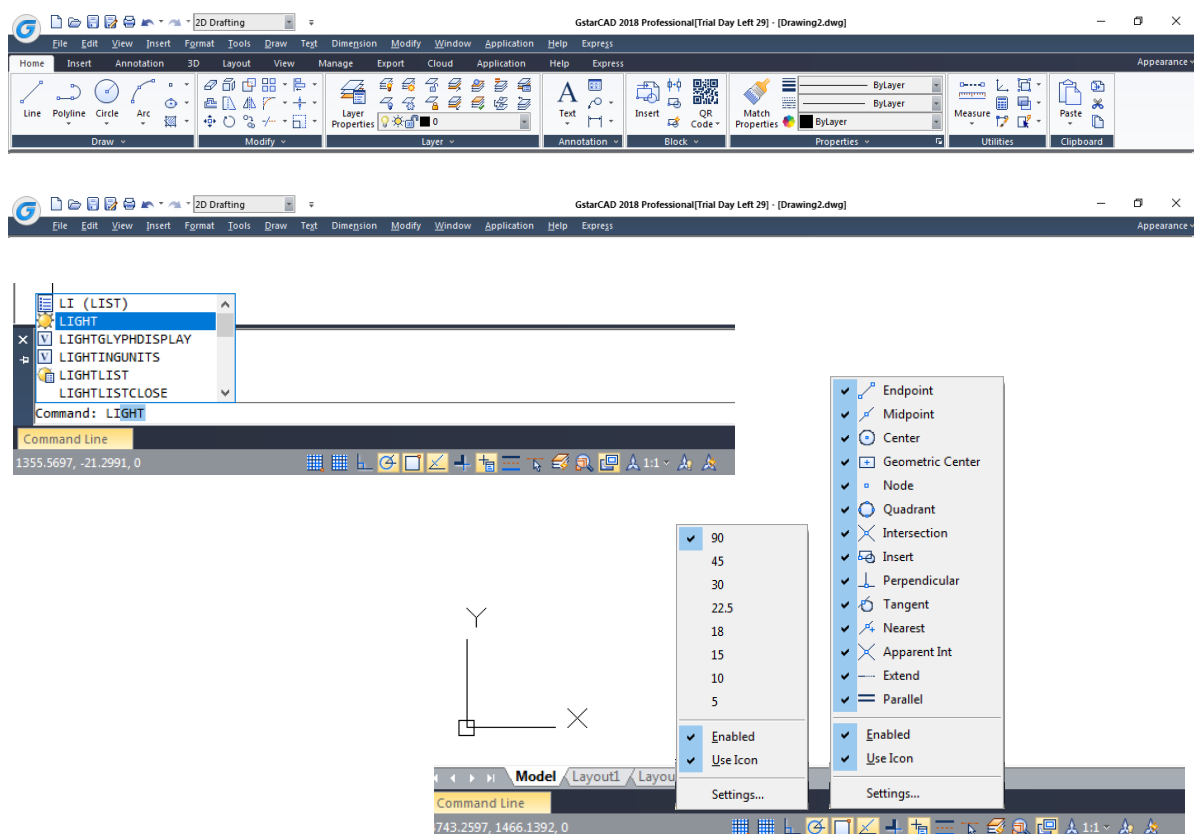 2D Drafting GstarCAD 2018 Professional[Trial Day Left 29] - [Drawing2.dwg]
File Edit View Insert Format Tools Draw Text Dimension Modify Window Application Help Express
Home Insert Annotation 3D Layout View Manage Export Cloud Application Help Express Appearance
ByLayer
ByLayer
Line Polyline Circle Arc Layer Properties 0 Text Insert QR Code Match Properties ByLayer Measure Paste
Draw Modify Layer Annotation Block Properties Utilities Clipboard
2D Drafting GstarCAD 2018 Professional[Trial Day Left 29] - [Drawing2.dwg]
File Edit View Insert Format Tools Draw Text Dimension Modify Window Application Help Express Appearance
LI (LIST)
LIGHT
LIGHTGLYPHDISPLAY
LIGHTINGUNITS
LIGHTLIST
LIGHTLISTCLOSE
Command: LIGHT
Command Line
1355.5697, -21.2991, 0 1:1
Endpoint
Midpoint
Center
Geometric Center
Node
Quadrant
Intersection
Insert
Perpendicular
Tangent
Nearest
Apparent Int
Extend
Parallel
Enabled
Use Icon
Settings...
90
45
30
22.5
18
15
10
5
Enabled
Use Icon
Settings...
Y
X
Model Layout1 Layou
Command Line
743.2597, 1466.1392, 0 1:1